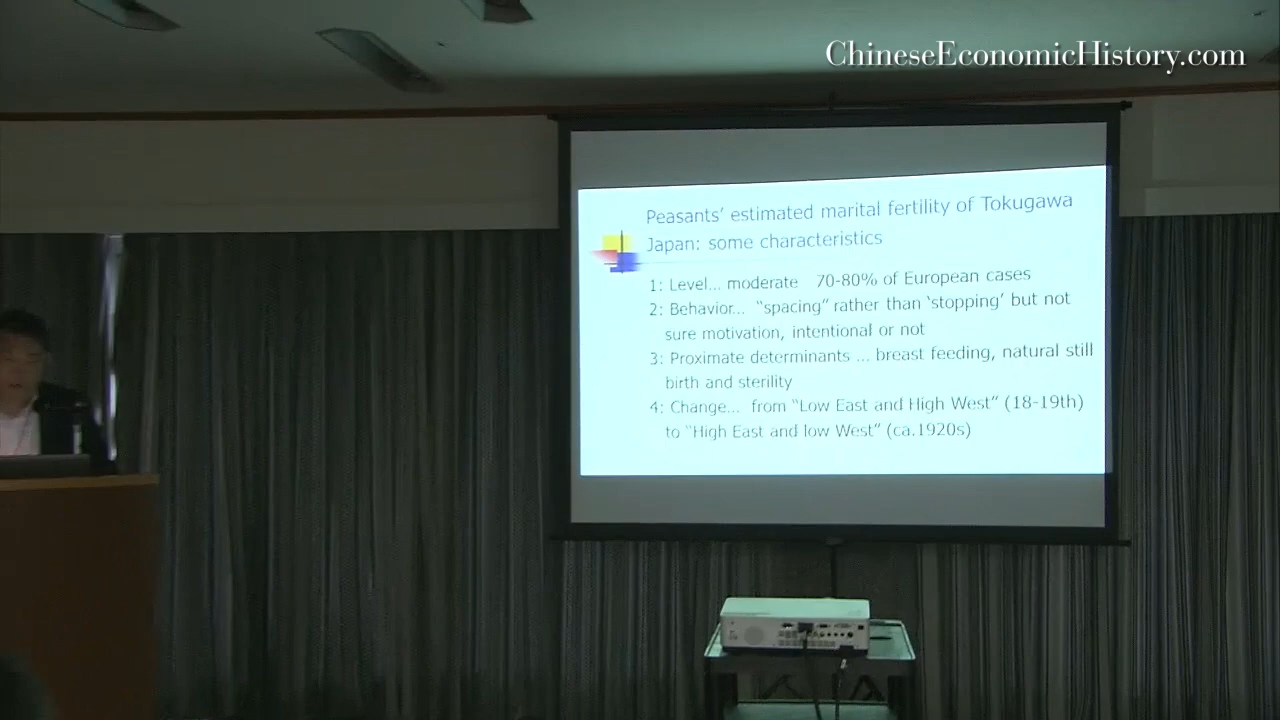 ChineseEconomicHistory.com
Peasants' estimated marital fertility of Tokugawa
Japan: some characteristics
1: Level... moderate 70-80% of European cases
2: Behavior... "spacing" rather than 'stopping' but not
sure motivation, intentional or not
3: Proximate determinants ... breast feeding, natural still
birth and sterility
4: Change... from "Low East and High West" (18-19th)
to "High East and low West" (ca.1920s)